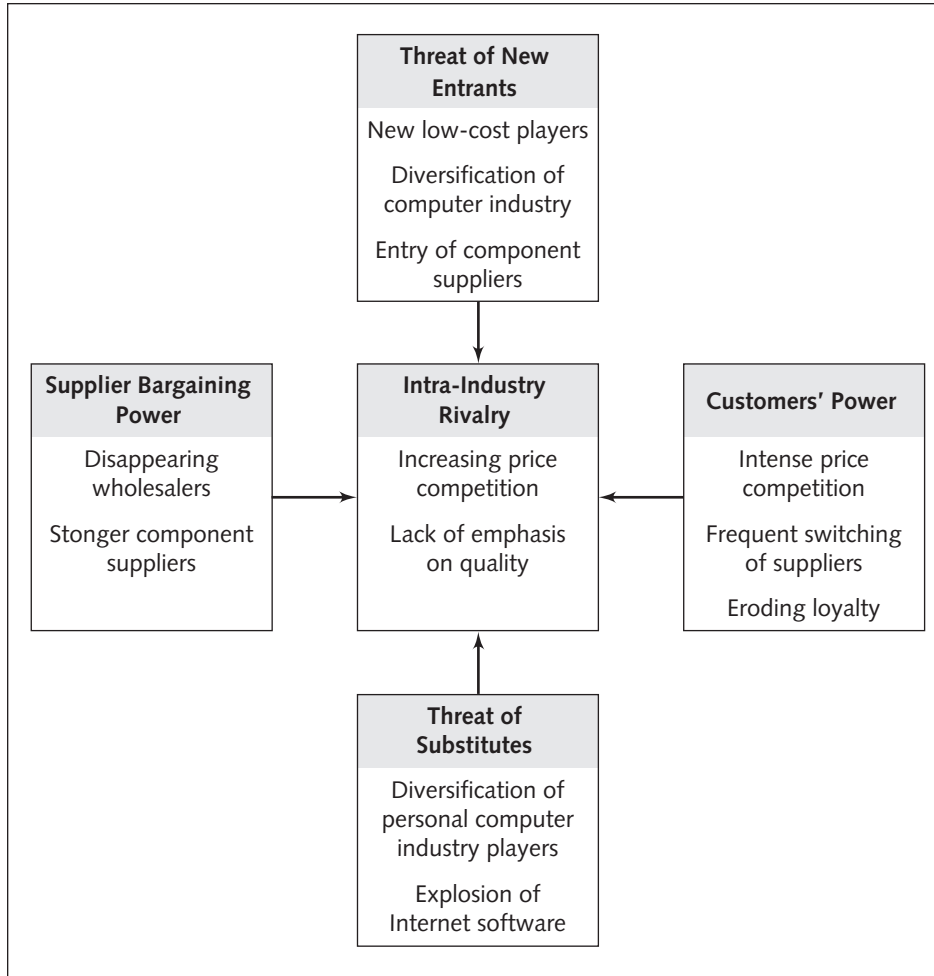 Threat of New
Entrants
New low-cost players
Diversification of
computer industry
Entry of component
suppliers
Supplier Bargaining
Power
Disappearing
wholesalers
Stonger component
suppliers
Intra-Industry
Rivalry
Increasing price
competition
Lack of emphasis
on quality
Customers’ Power
Intense price
competition
Frequent switching
of suppliers
Eroding loyalty
Threat of
Substitutes
Diversification of
personal computer
industry players
Explosion of
Internet software